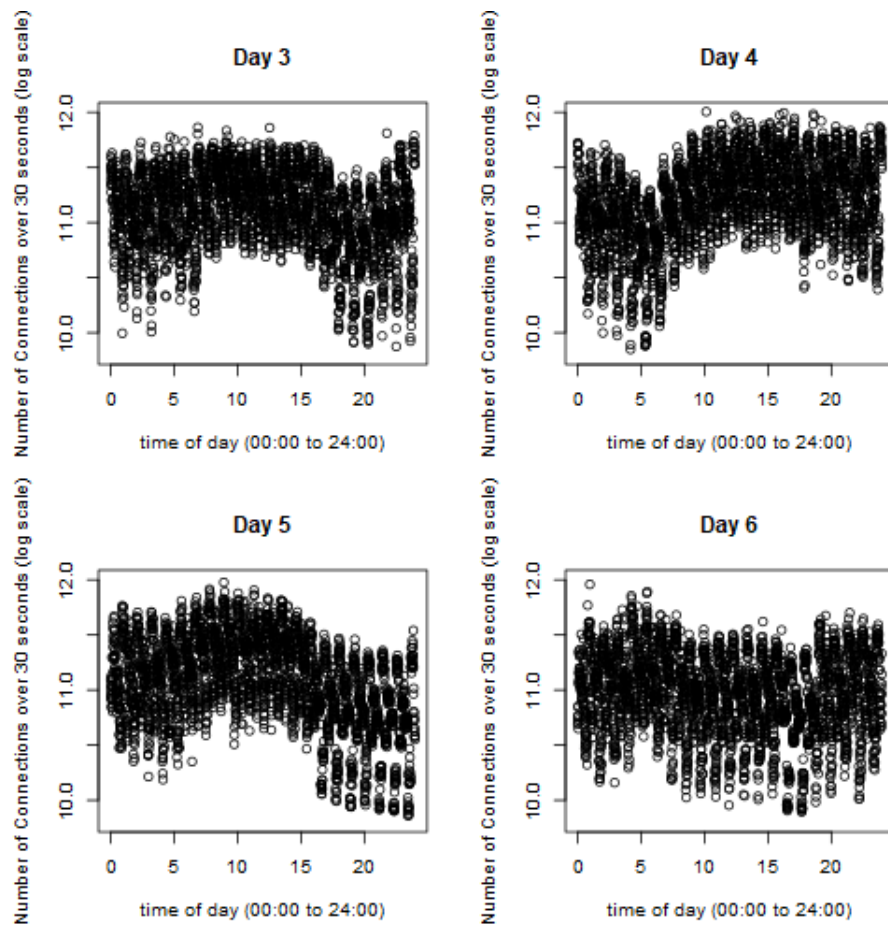 Day 3
Number of Connections over 30 seconds (log scale)
12.0
11.0
10.0
0 5 10 15 20
time of day (00:00 to 24:00)
Day 4
Number of Connections over 30 seconds (log scale)
12.0
11.0
10.0
0 5 10 15 20
time of day (00:00 to 24:00)
Day 5
Number of Connections over 30 seconds (log scale)
12.0
11.0
10.0
0 5 10 15 20
time of day (00:00 to 24:00)
Day 6
Number of Connections over 30 seconds (log scale)
12.0
11.0
10.0
0 5 10 15 20
time of day (00:00 to 24:00)